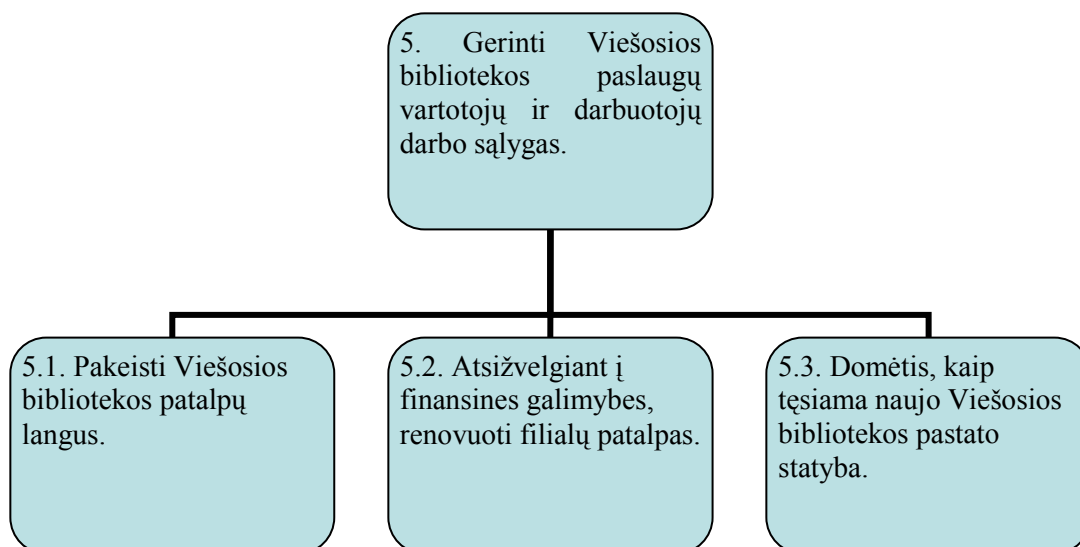 5. Gerinti Viešosios
bibliotekos paslaugų
vartotojų ir darbuotojų
darbo sąlygas.
5.1. Pakeisti Viešosios
bibliotekos patalpų
langus.
5.2. Atsižvelgiant į
finansines galimybes,
renovuoti filialų patalpas.
5.3. Domėtis, kaip
tęsiama naujo Viešosios
bibliotekos pastato
statyba.